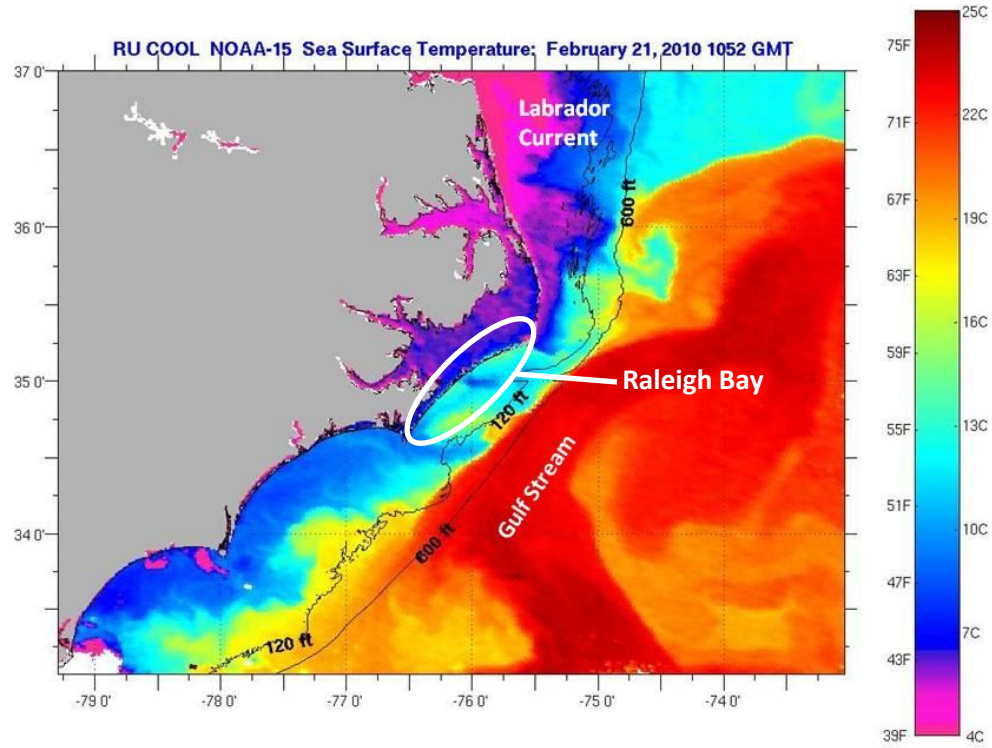 RU COOL NOAA-15 Sea Surface Temperature: February 21, 2010 1052 GMT
37 0'
36 0'
35 0'
34 0'
-79 0'
-78 0'
-77 0'
-76 0'
-75 0'
-74 0'
Labrador
Current
600 ft
Raleigh Bay
120 ft
Gulf Stream
600 ft
120 ft
75F
71F
67F
63F
59F
55F
51F
47F
43F
39F
25C
22C
19C
16C
13C
10C
7C
4C